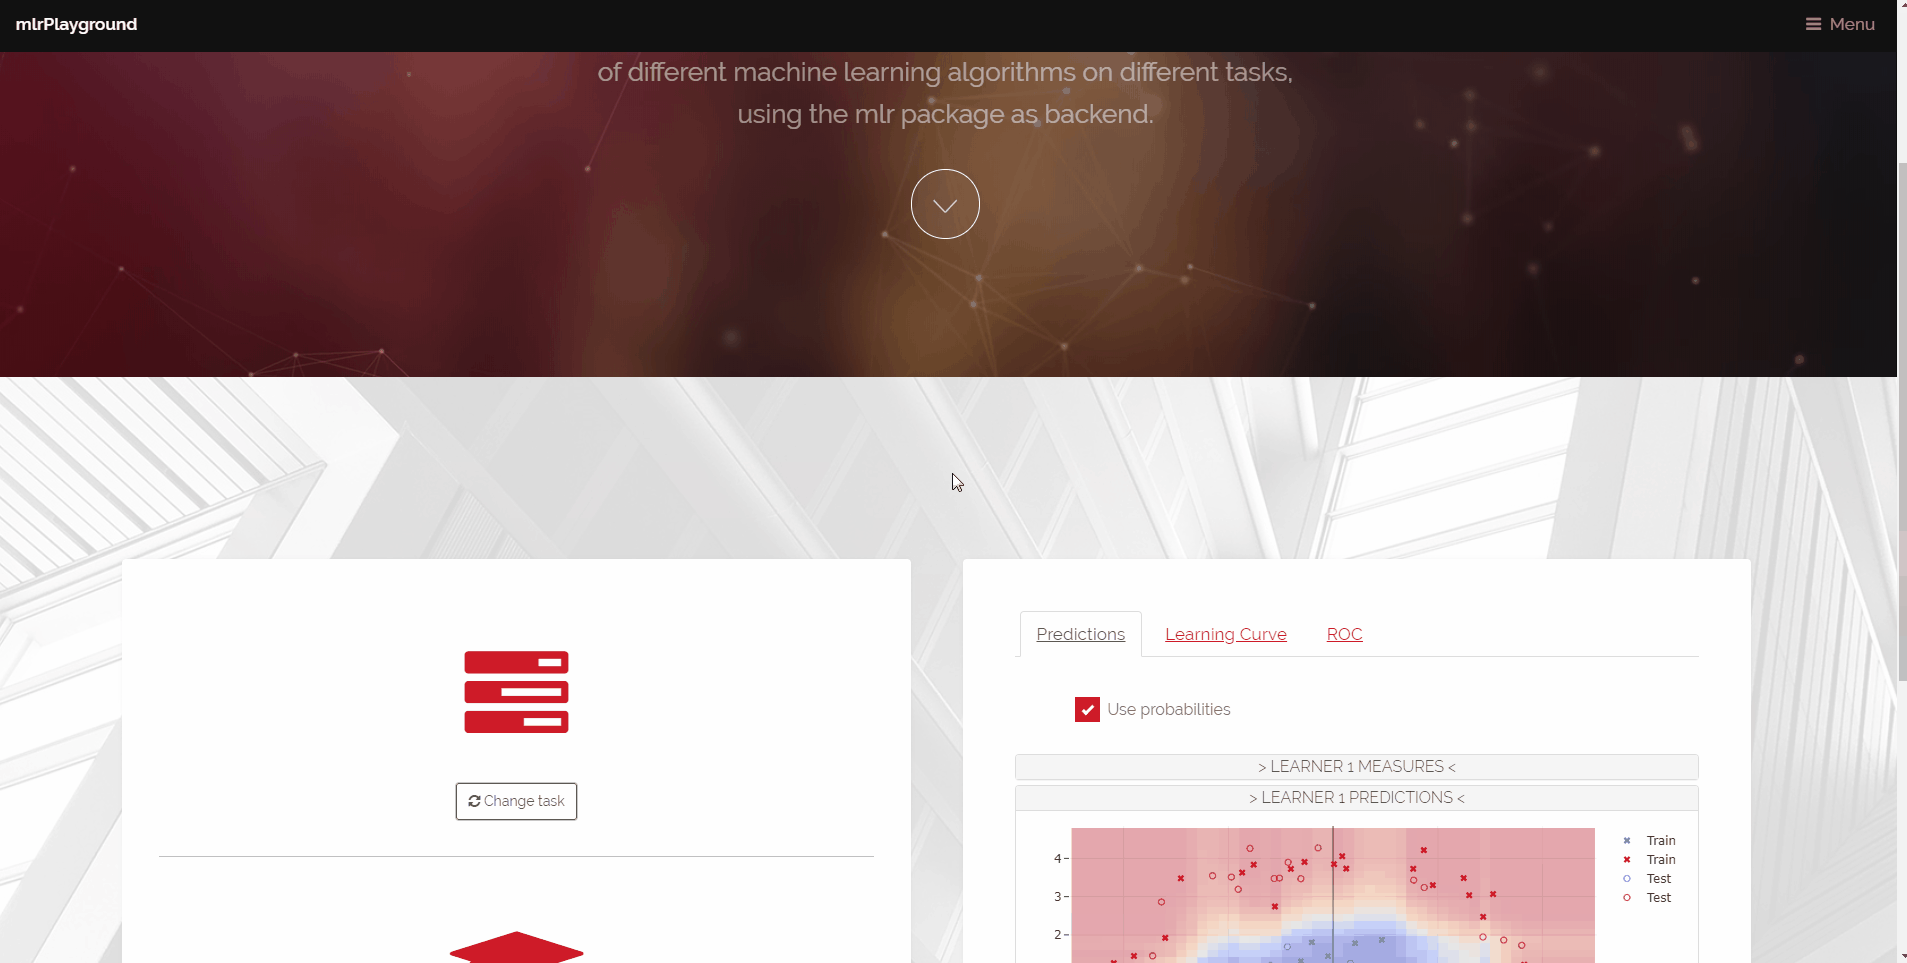 mlrPlayground
Menu
of different machine learning algorithms on different tasks,
using the mlr package as backend.
Predictions
Learning Curve
ROC
Use probabilities
Change task
> LEARNER 1 MEASURES <
> LEARNER 1 PREDICTIONS <
4
3
2
Train
Train
Test
Test